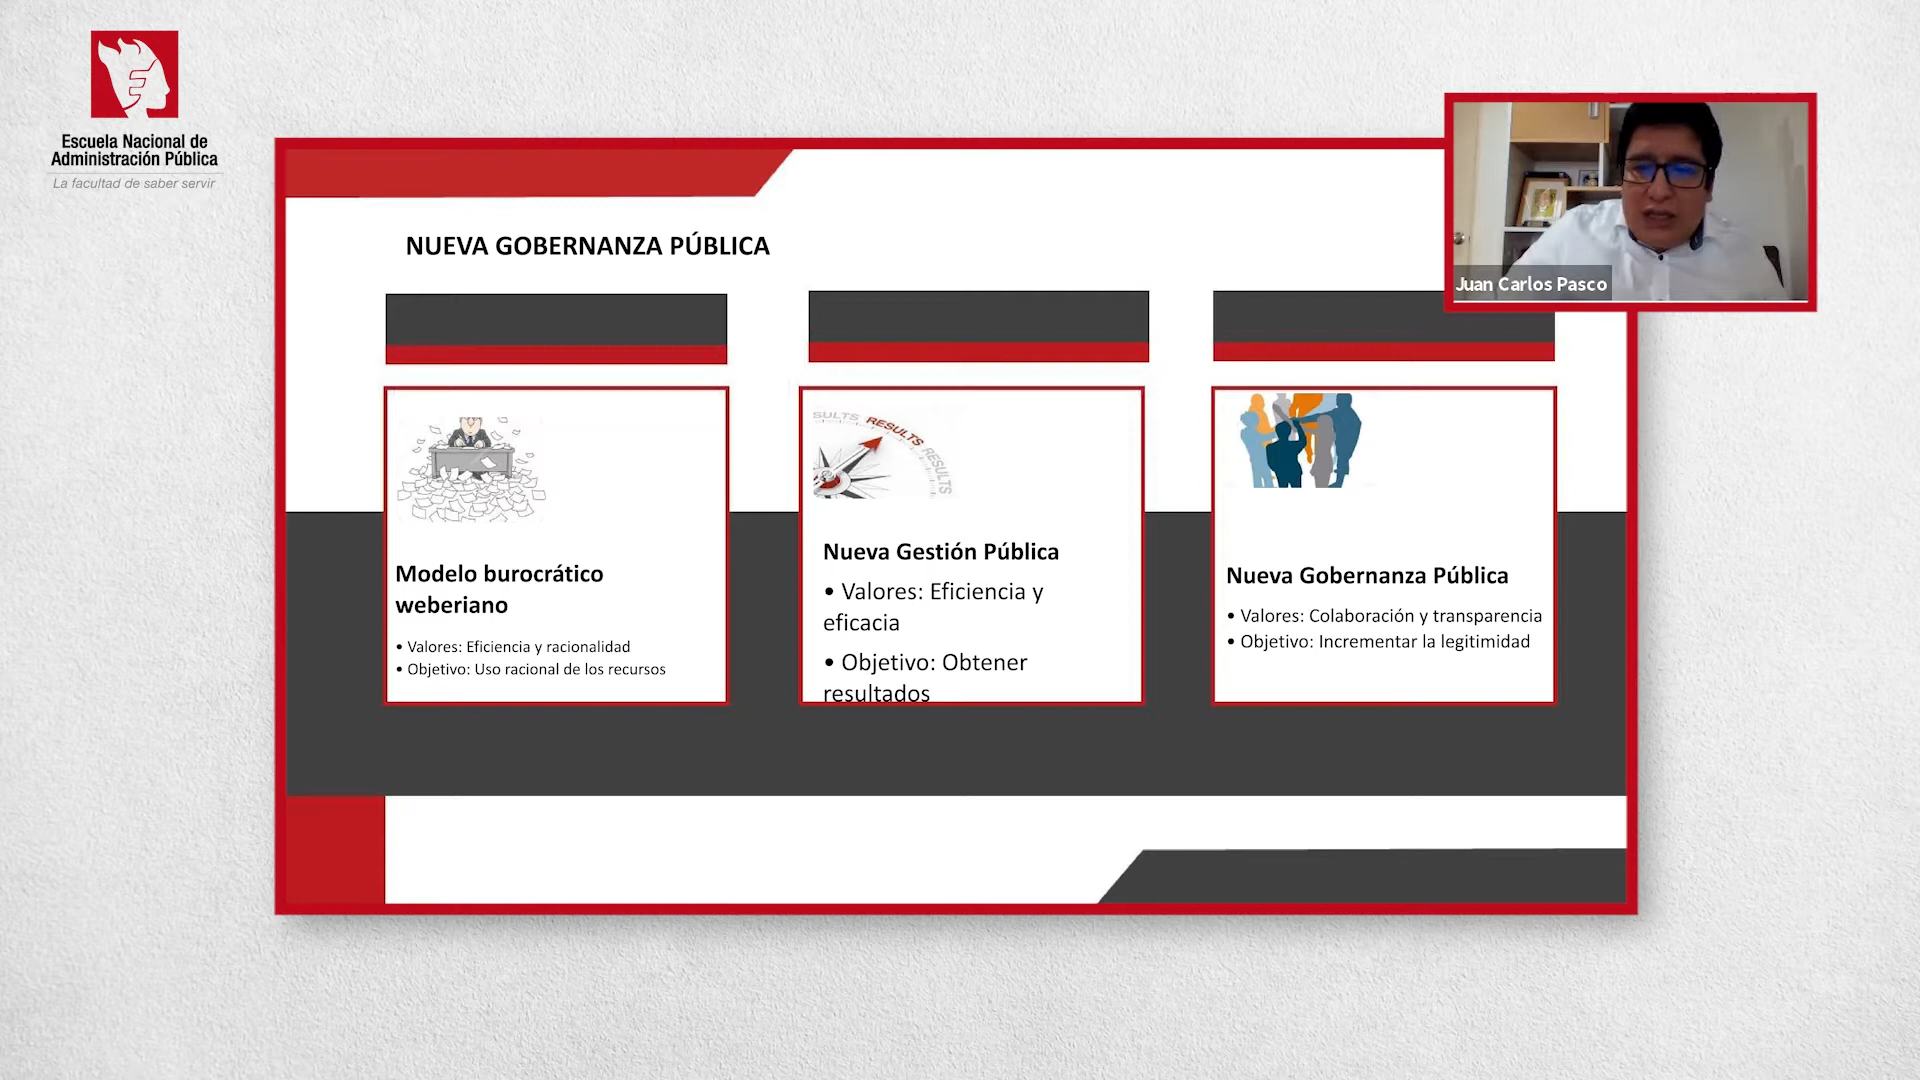 Escuela Nacional de
Administración Pública
La facultad de saber servir
NUEVA GOBERNANZA PÚBLICA
Juan Carlos Pasco
SULTS RESULTS RESULTS
Modelo burocrático
weberiano
• Valores: Eficiencia y racionalidad
• Objetivo: Uso racional de los recursos
Nueva Gestión Pública
• Valores: Eficiencia y
eficacia
• Objetivo: Obtener
resultados
Nueva Gobernanza Pública
• Valores: Colaboración y transparencia
• Objetivo: Incrementar la legitimidad